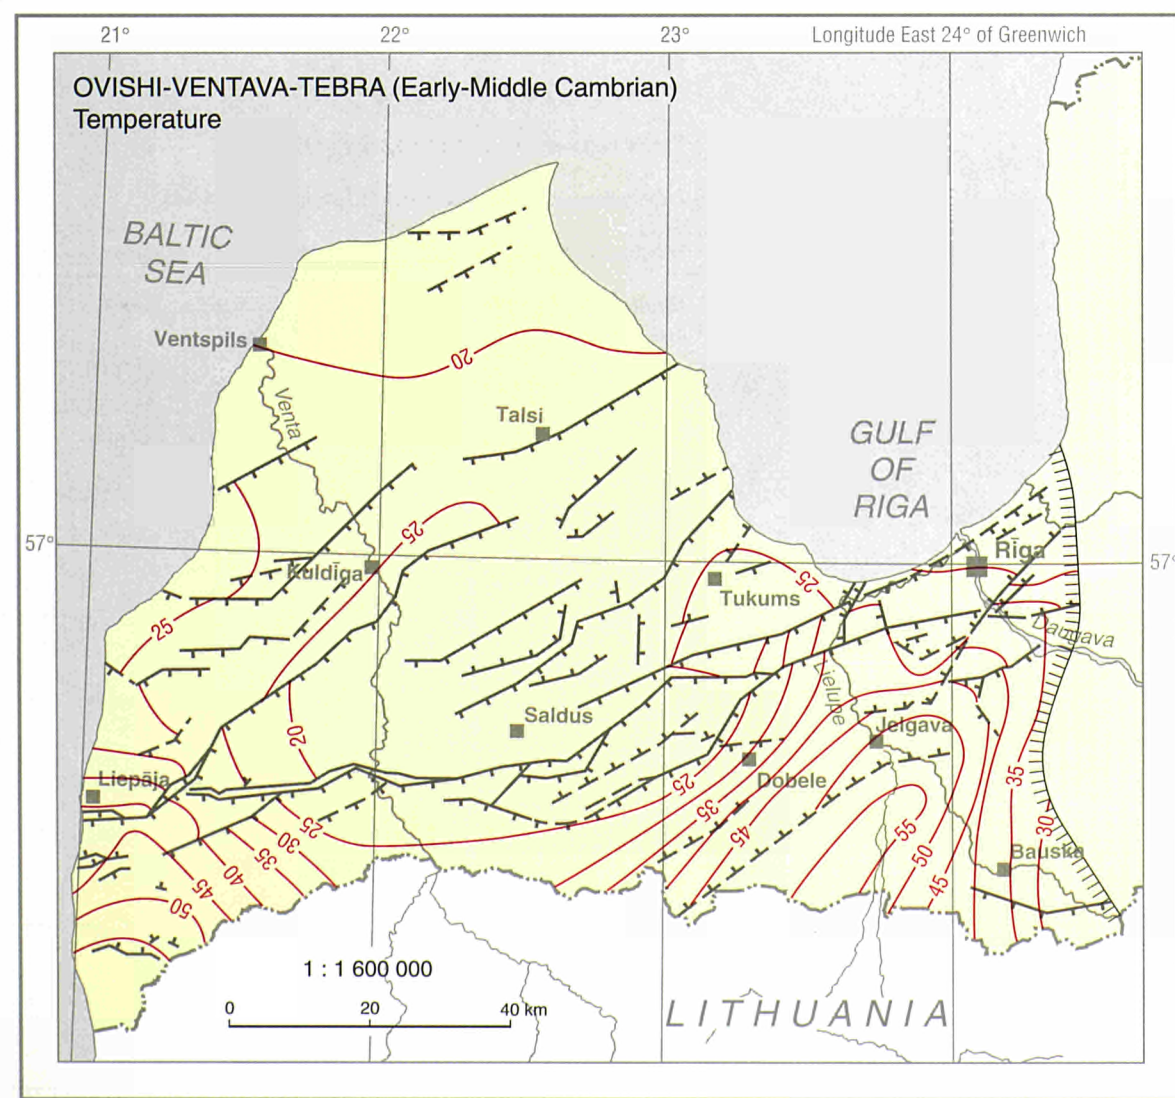 21°
22°
23°
Longitude East 24° of Greenwich
OVISHI-VENTAVA-TEBRA (Early-Middle Cambrian)
Temperature
BALTIC
SEA
Ventspils
20
Venta
Talsi
GULF
OF
RIGA
57°
25
Rīga
57°
Kuldīga
25
Tukums
25
Daugava
Lielupe
20
Saldus
Jelgava
Liepāja
25
Dobele
35
25
35
30
30
45
55
35
50
Bauska
40
45
45
50
1 : 1 600 000
0
20
40 km
LITHUANIA